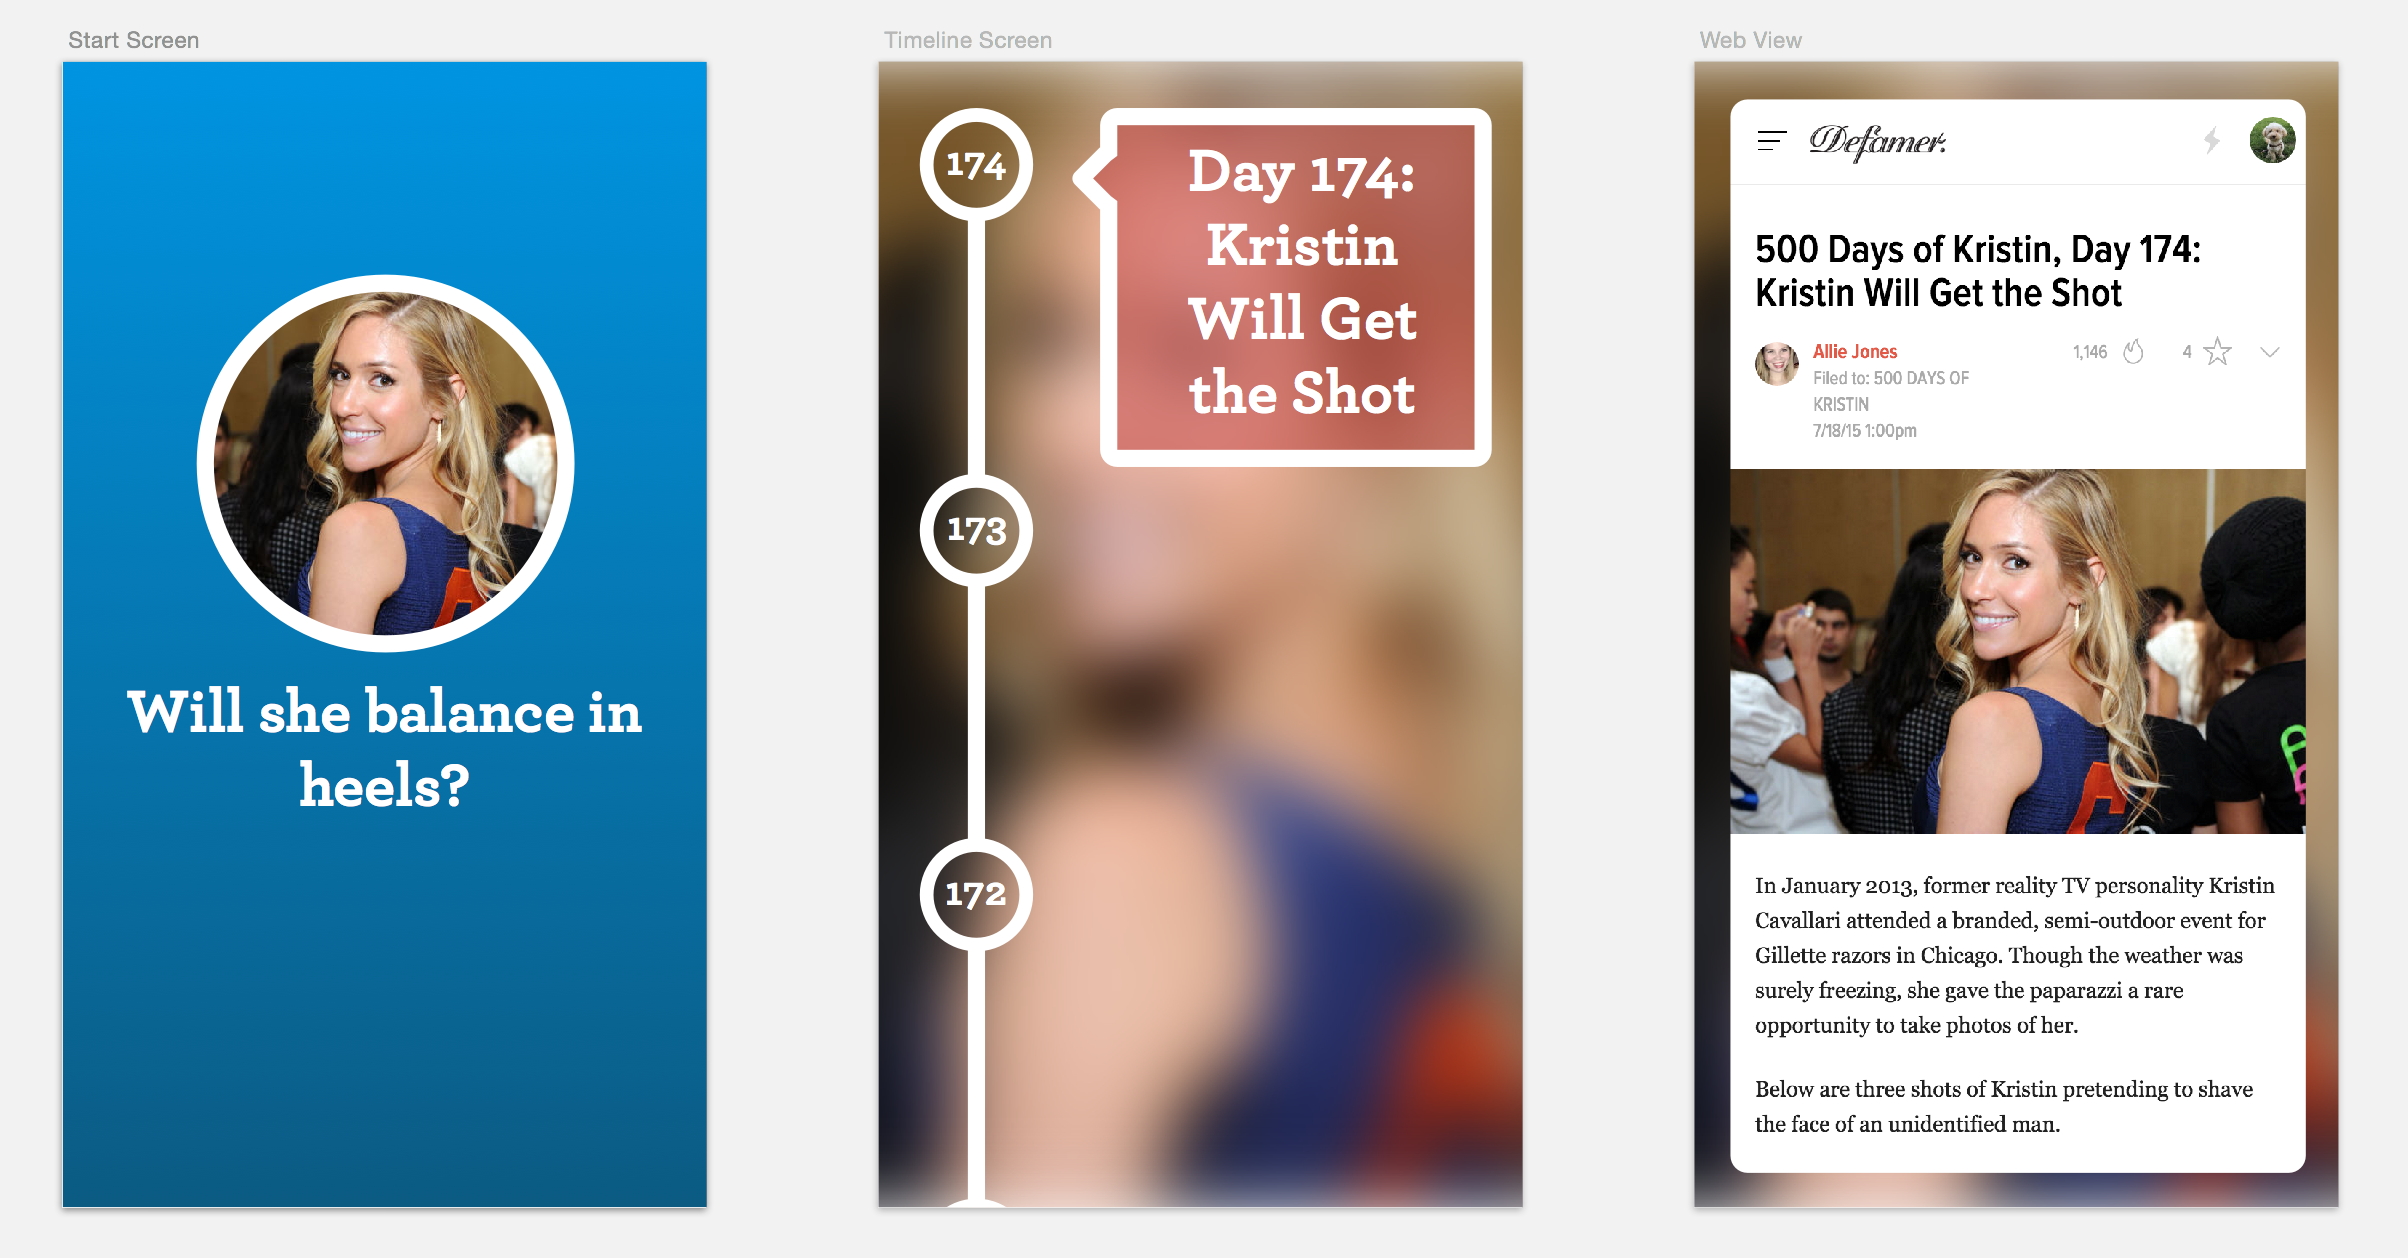 Start Screen
Will she balance in
heels?
Timeline Screen
174
Day 174:
Kristin
Will Get
the Shot
173
172
Web View
Defamer.
500 Days of Kristin, Day 174:
Kristin Will Get the Shot
Allie Jones
1,146
4
Filed to: 500 DAYS OF
KRISTIN
7/18/15 1:00pm
In January 2013, former reality TV personality Kristin
Cavallari attended a branded, semi-outdoor event for
Gillette razors in Chicago. Though the weather was
surely freezing, she gave the paparazzi a rare
opportunity to take photos of her.
Below are three shots of Kristin pretending to shave
the face of an unidentified man.